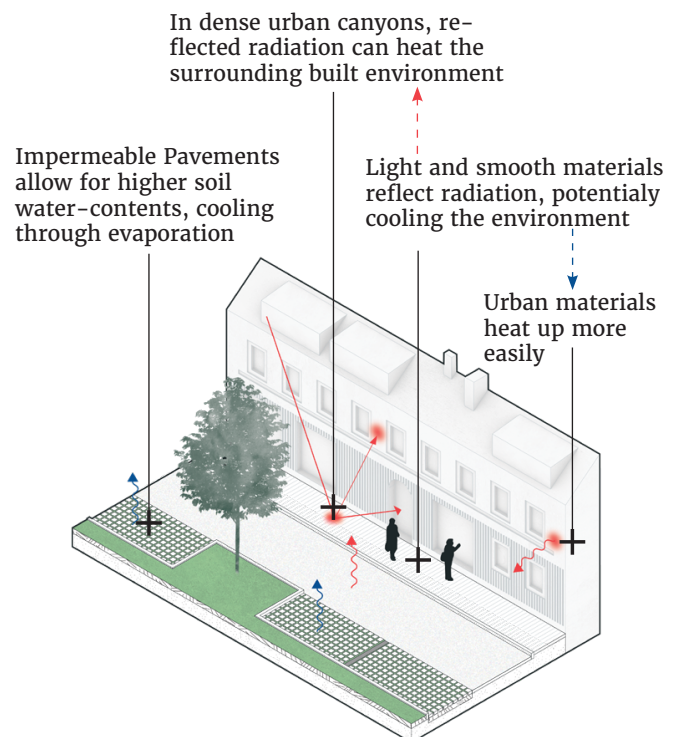 In dense urban canyons, re-
flected radiation can heat the
surrounding built environment
Impermeable Pavements
allow for higher soil
water-contents, cooling
through evaporation
Light and smooth materials
reflect radiation, potentialy
cooling the environment
Urban materials
heat up more
easily